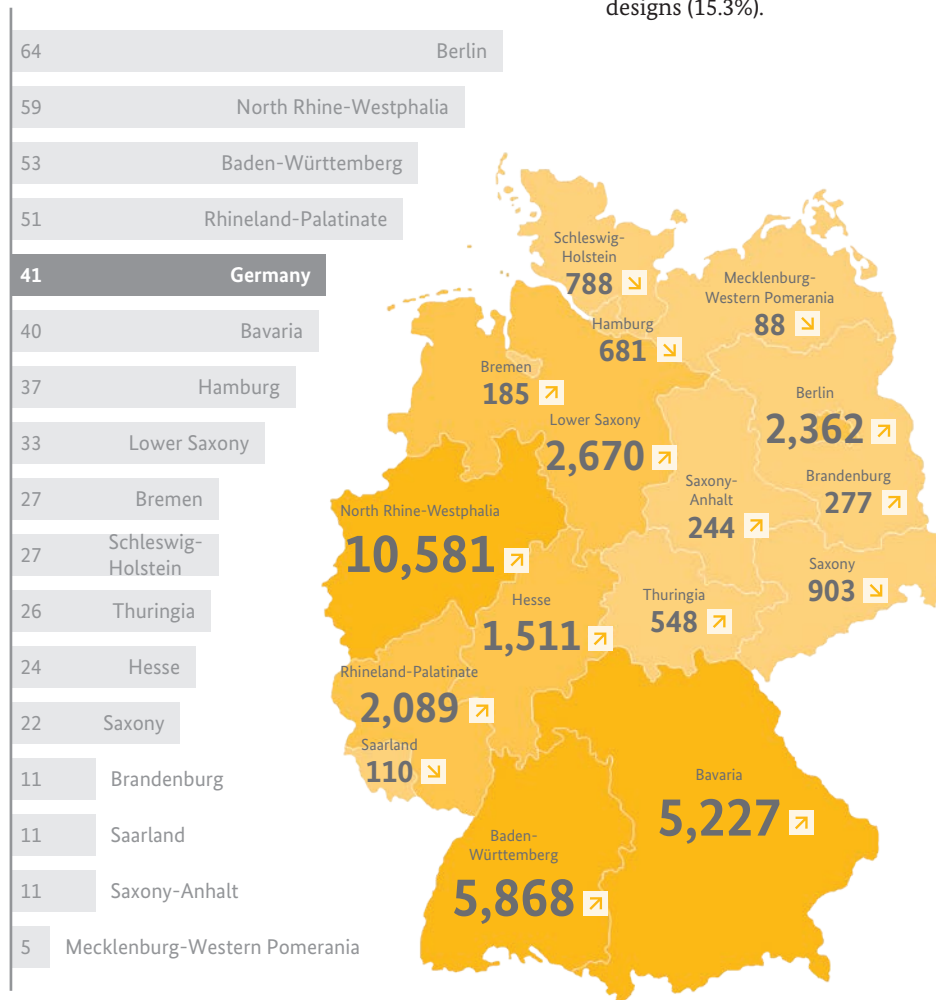 designs (15.3%).
64 Berlin
59 North Rhine-Westphalia
53 Baden-Württemberg
51 Rhineland-Palatinate
41 Germany
40 Bavaria
37 Hamburg
33 Lower Saxony
27 Bremen
27 Schleswig-
Holstein
26 Thuringia
24 Hesse
22 Saxony
11 Brandenburg
11 Saarland
11 Saxony-Anhalt
5 Mecklenburg-Western Pomerania
Schleswig-
Holstein
788
Mecklenburg-
Western Pomerania
88
Hamburg
681
Bremen
185
Berlin
2,362
Lower Saxony
2,670
Brandenburg
277
Saxony-
Anhalt
244
North Rhine-Westphalia
10,581
Saxony
903
Thuringia
548
Hesse
1,511
Rhineland-Palatinate
2,089
Saarland
110
Bavaria
5,227
Baden-
Württemberg
5,868